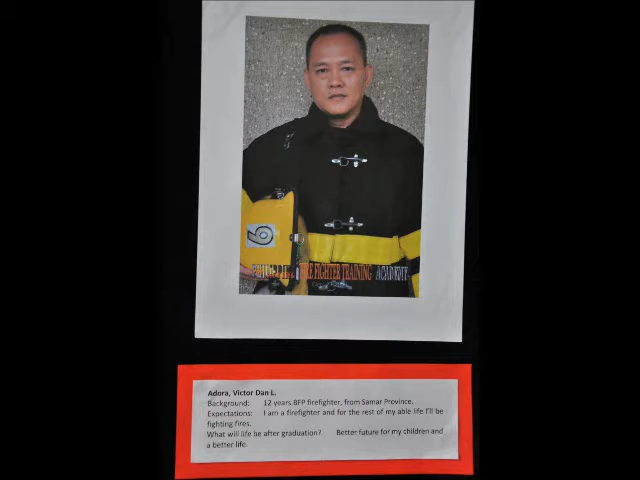 6
FIRE FIGHTER TRAINING ACADEMY
Adora, Victor Dan L.
Background: 12 years BFP firefighter, from Samar Province.
Expectations: I am a firefighter and for the rest of my able life I'll be
fighting fires.
What will life be after graduation? Better future for my children and
a better life.